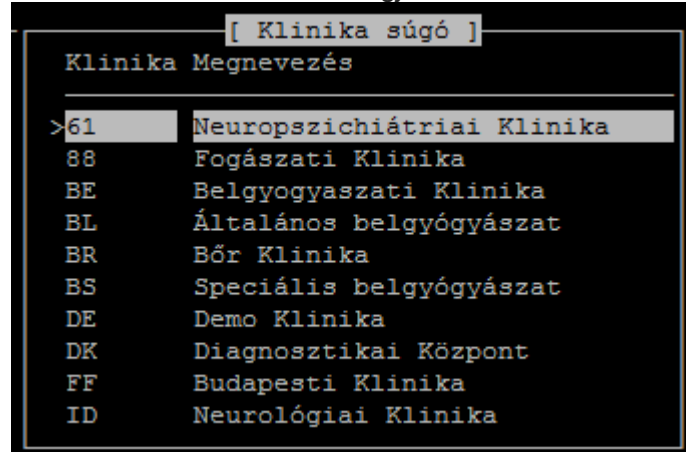 [ Klinika súgó ]
Klinika Megnevezés
>61 Neuropszichiátriai Klinika
88 Fogászati Klinika
BE Belgyogyaszati Klinika
BL Általános belgyógyászat
BR Bőr Klinika
BS Speciális belgyógyászat
DE Demo Klinika
DK Diagnosztikai Központ
FF Budapesti Klinika
ID Neurológiai Klinika